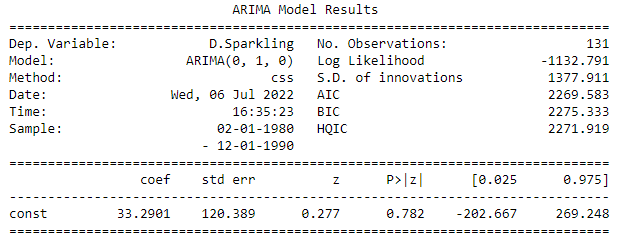 ARIMA Model Results
==============================================================================
Dep. Variable:            D.Sparkling   No. Observations:                  131
Model:                 ARIMA(0, 1, 0)   Log Likelihood               -1132.791
Method:                           css   S.D. of innovations           1377.911
Date:                Wed, 06 Jul 2022   AIC                           2269.583
Time:                        16:35:23   BIC                           2275.333
Sample:                    02-01-1980   HQIC                          2271.919
                         - 12-01-1990
==============================================================================
                 coef    std err          z      P>|z|      [0.025      0.975]
------------------------------------------------------------------------------
const         33.2901    120.389      0.277      0.782    -202.667     269.248
==============================================================================